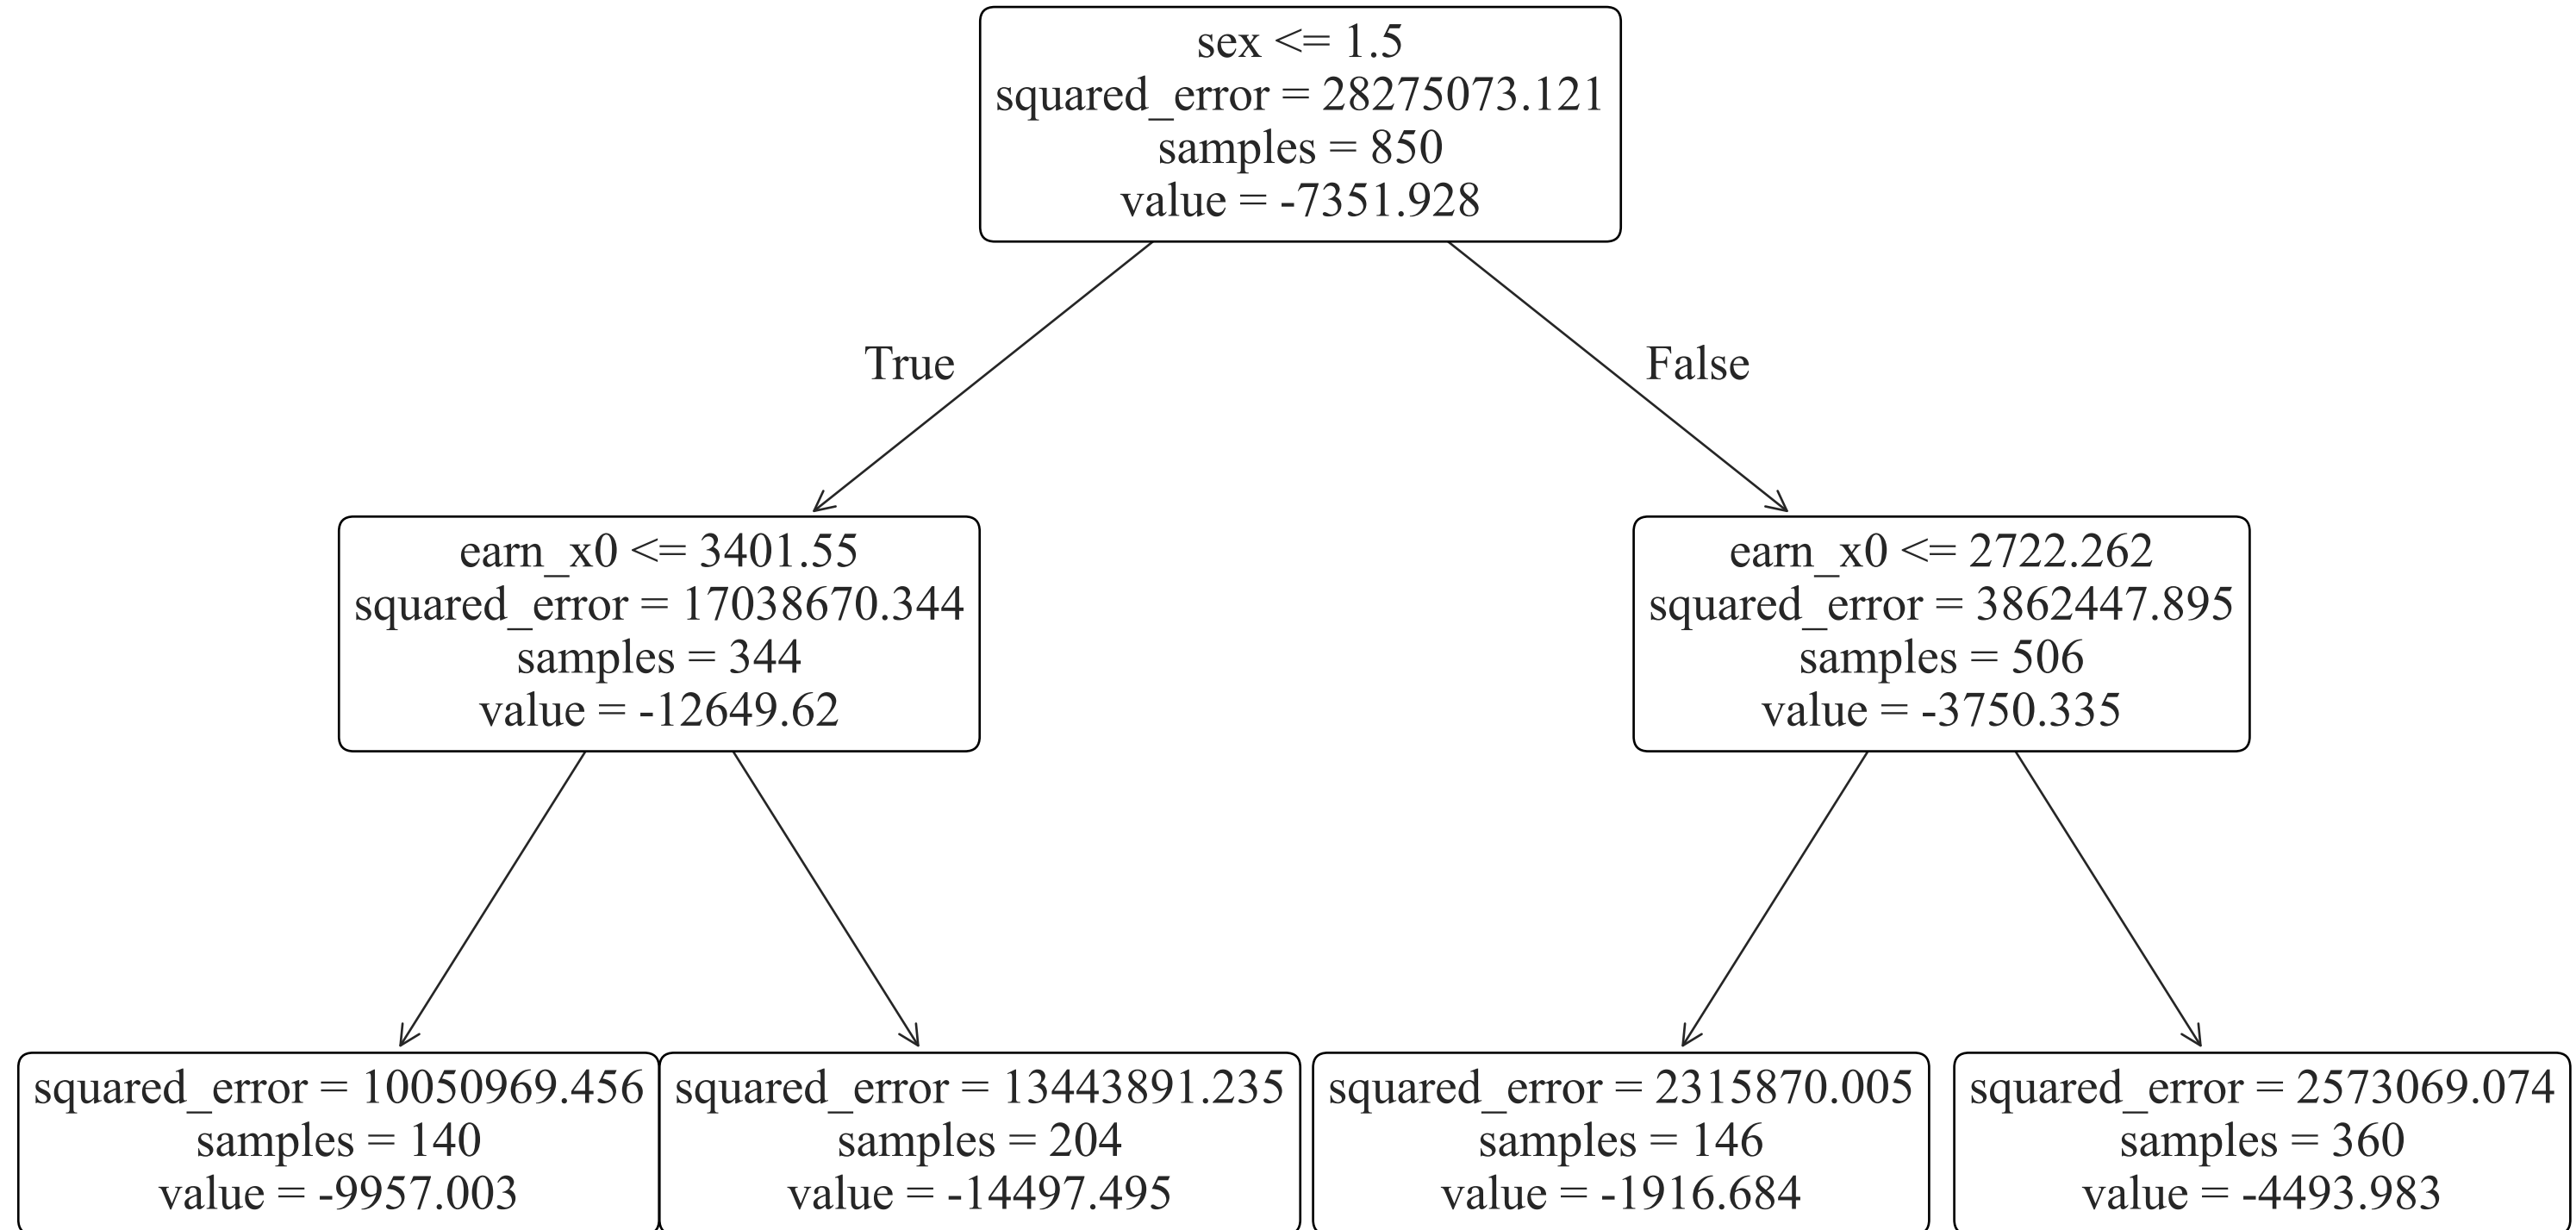 sex <= 1.5
squared_error = 28275073.121
samples = 850
value = -7351.928
True
False
earn_x0 <= 3401.55
squared_error = 17038670.344
samples = 344
value = -12649.62
earn_x0 <= 2722.262
squared_error = 3862447.895
samples = 506
value = -3750.335
squared_error = 10050969.456
samples = 140
value = -9957.003
squared_error = 13443891.235
samples = 204
value = -14497.495
squared_error = 2315870.005
samples = 146
value = -1916.684
squared_error = 2573069.074
samples = 360
value = -4493.983